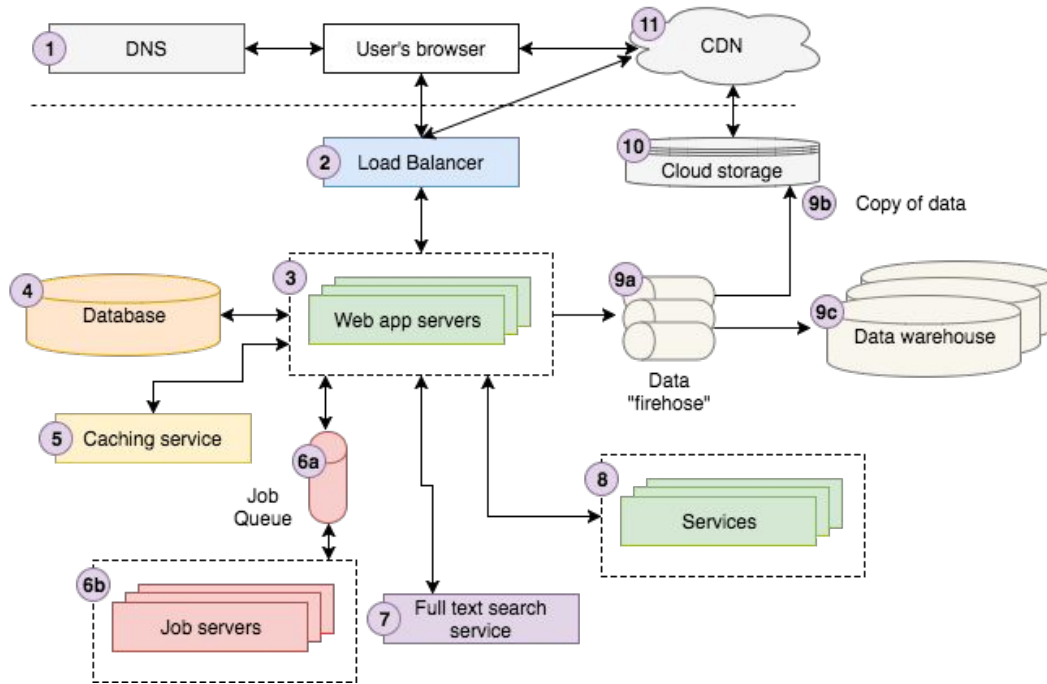 1
DNS
User's browser
11
CDN
2
Load Balancer
10
Cloud storage
9b
Copy of data
3
Web app servers
4
Database
9a
Data
"firehose"
9c
Data warehouse
5
Caching service
6a
Job
Queue
8
Services
6b
Job servers
7
Full text search
service